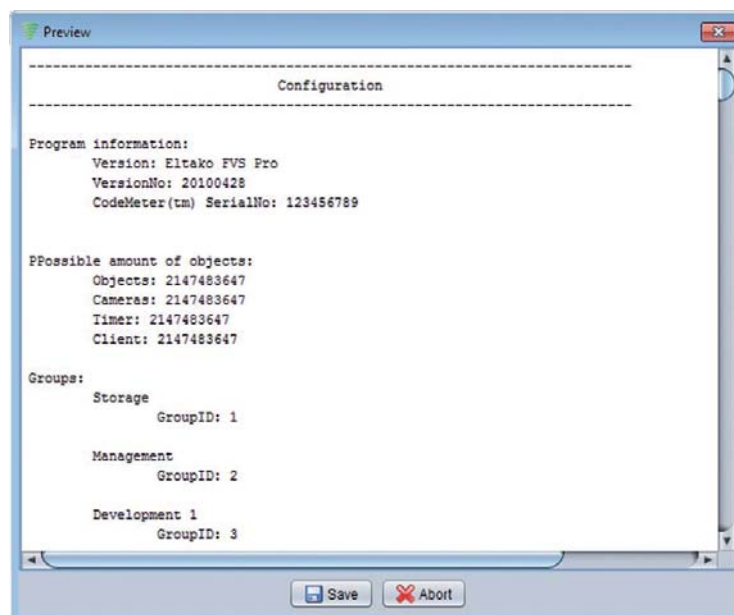 Preview
---------------------------------------------------------------------------
Configuration
---------------------------------------------------------------------------
Program information:
Version: Eltako FVS Pro
VersionNo: 20100428
CodeMeter(tm) SerialNo: 123456789
PPossible amount of objects:
Objects: 2147483647
Cameras: 2147483647
Timer: 2147483647
Client: 2147483647
Groups:
Storage
GroupID: 1
Management
GroupID: 2
Development 1
GroupID: 3
Save Abort